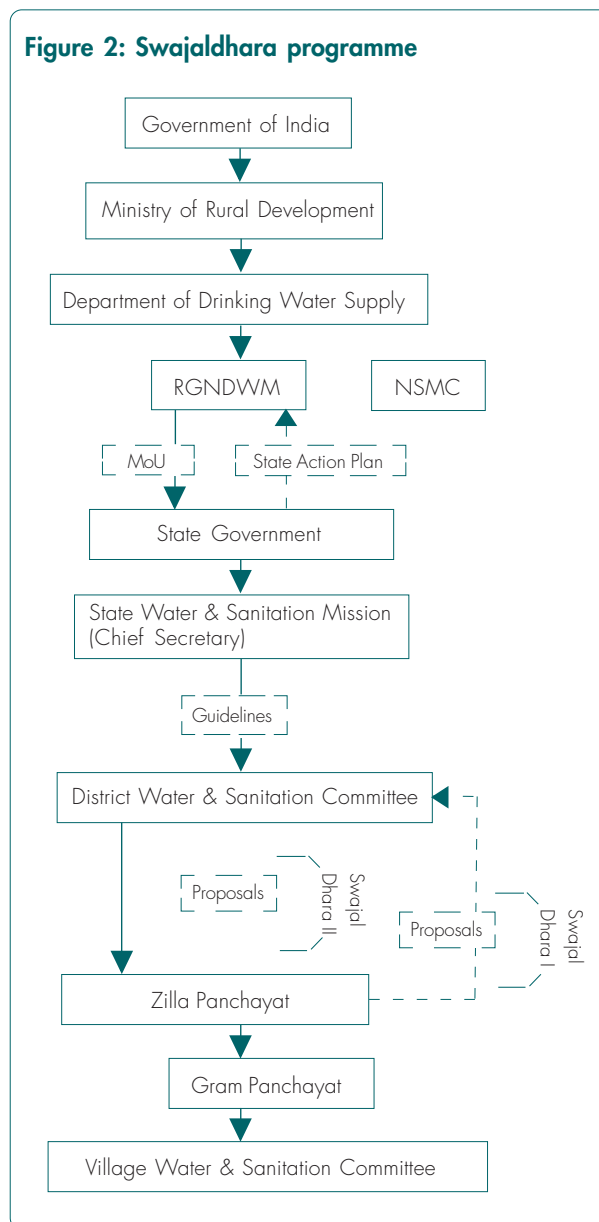 Figure 2: Swajaldhara programme
Government of India
Ministry of Rural Development
Department of Drinking Water Supply
RGNDWM
NSMC
MoU
State Action Plan
State Government
State Water & Sanitation Mission
(Chief Secretary)
Guidelines
District Water & Sanitation Committee
Proposals
Swajal
Dhara II
Proposals
Swajal
Dhara I
Zilla Panchayat
Gram Panchayat
Village Water & Sanitation Committee